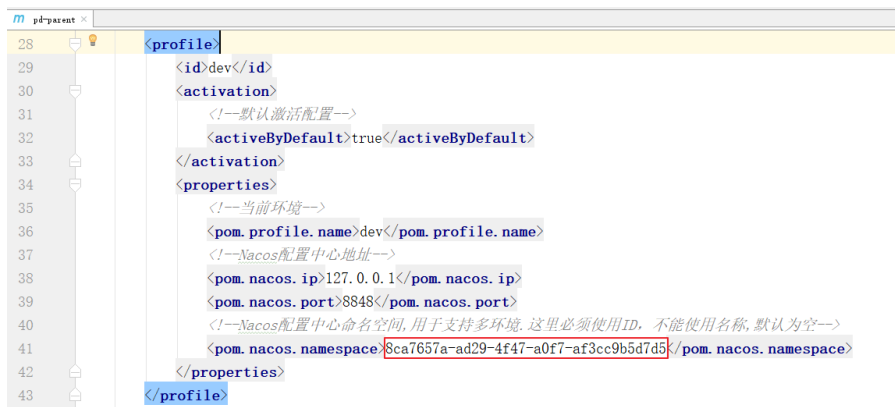 m pd-parent ×
28 <profile>
29 <id>dev</id>
30 <activation>
31 <!--默认激活配置-->
32 <activeByDefault>true</activeByDefault>
33 </activation>
34 <properties>
35 <!--当前环境-->
36 <pom.profile.name>dev</pom.profile.name>
37 <!--Nacos配置中心地址-->
38 <pom.nacos.ip>127.0.0.1</pom.nacos.ip>
39 <pom.nacos.port>8848</pom.nacos.port>
40 <!--Nacos配置中心命名空间,用于支持多环境.这里必须使用ID，不能使用名称,默认为空-->
41 <pom.nacos.namespace>8ca7657a-ad29-4f47-a0f7-af3cc9b5d7d5</pom.nacos.namespace>
42 </properties>
43 </profile>